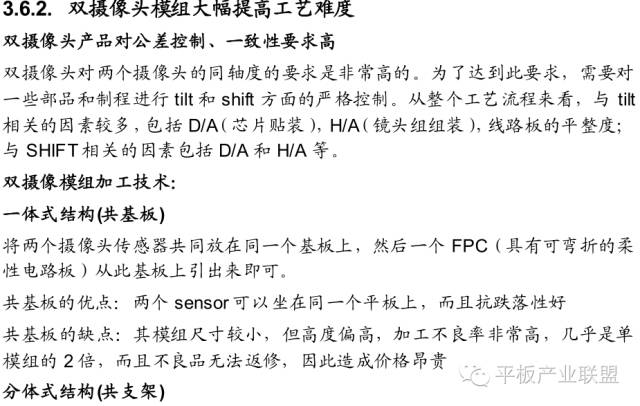 3.6.2. 双摄像头模组大幅提高工艺难度
双摄像头产品对公差控制、一致性要求高
双摄像头对两个摄像头的同轴度的要求是非常高的。为了达到此要求，需要对
一些部品和制程进行 tilt 和 shift 方面的严格控制。从整个工艺流程来看，与 tilt
相关的因素较多，包括 D/A（芯片贴装），H/A（镜头组组装），线路板的平整度；
与 SHIFT 相关的因素包括 D/A 和 H/A 等。
双摄像模组加工技术：
一体式结构(共基板)
将两个摄像头传感器共同放在同一个基板上，然后一个 FPC（具有可弯折的柔
性电路板）从此基板上引出来即可。
共基板的优点：两个 sensor 可以坐在同一个平板上，而且抗跌落性好
共基板的缺点：其模组尺寸较小，但高度偏高，加工不良率非常高，几乎是单
模组的 2 倍，而且不良品无法返修，因此造成价格昂贵
分体式结构(共支架)
平板产业联盟